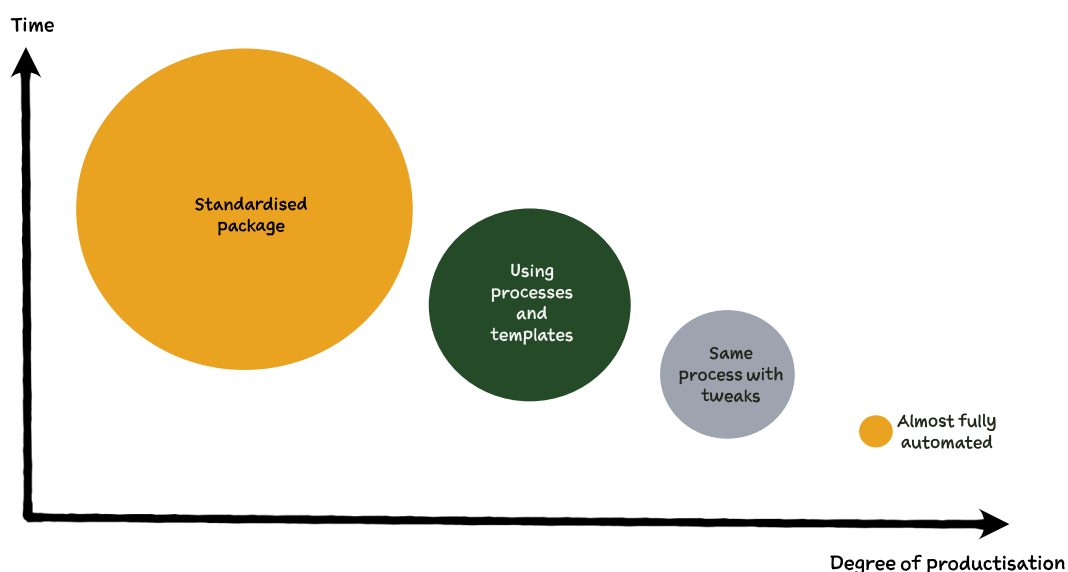 Time
Standardised
package
Using
processes
and
templates
Same
process with
tweaks
Almost fully
automated
Degree of productisation